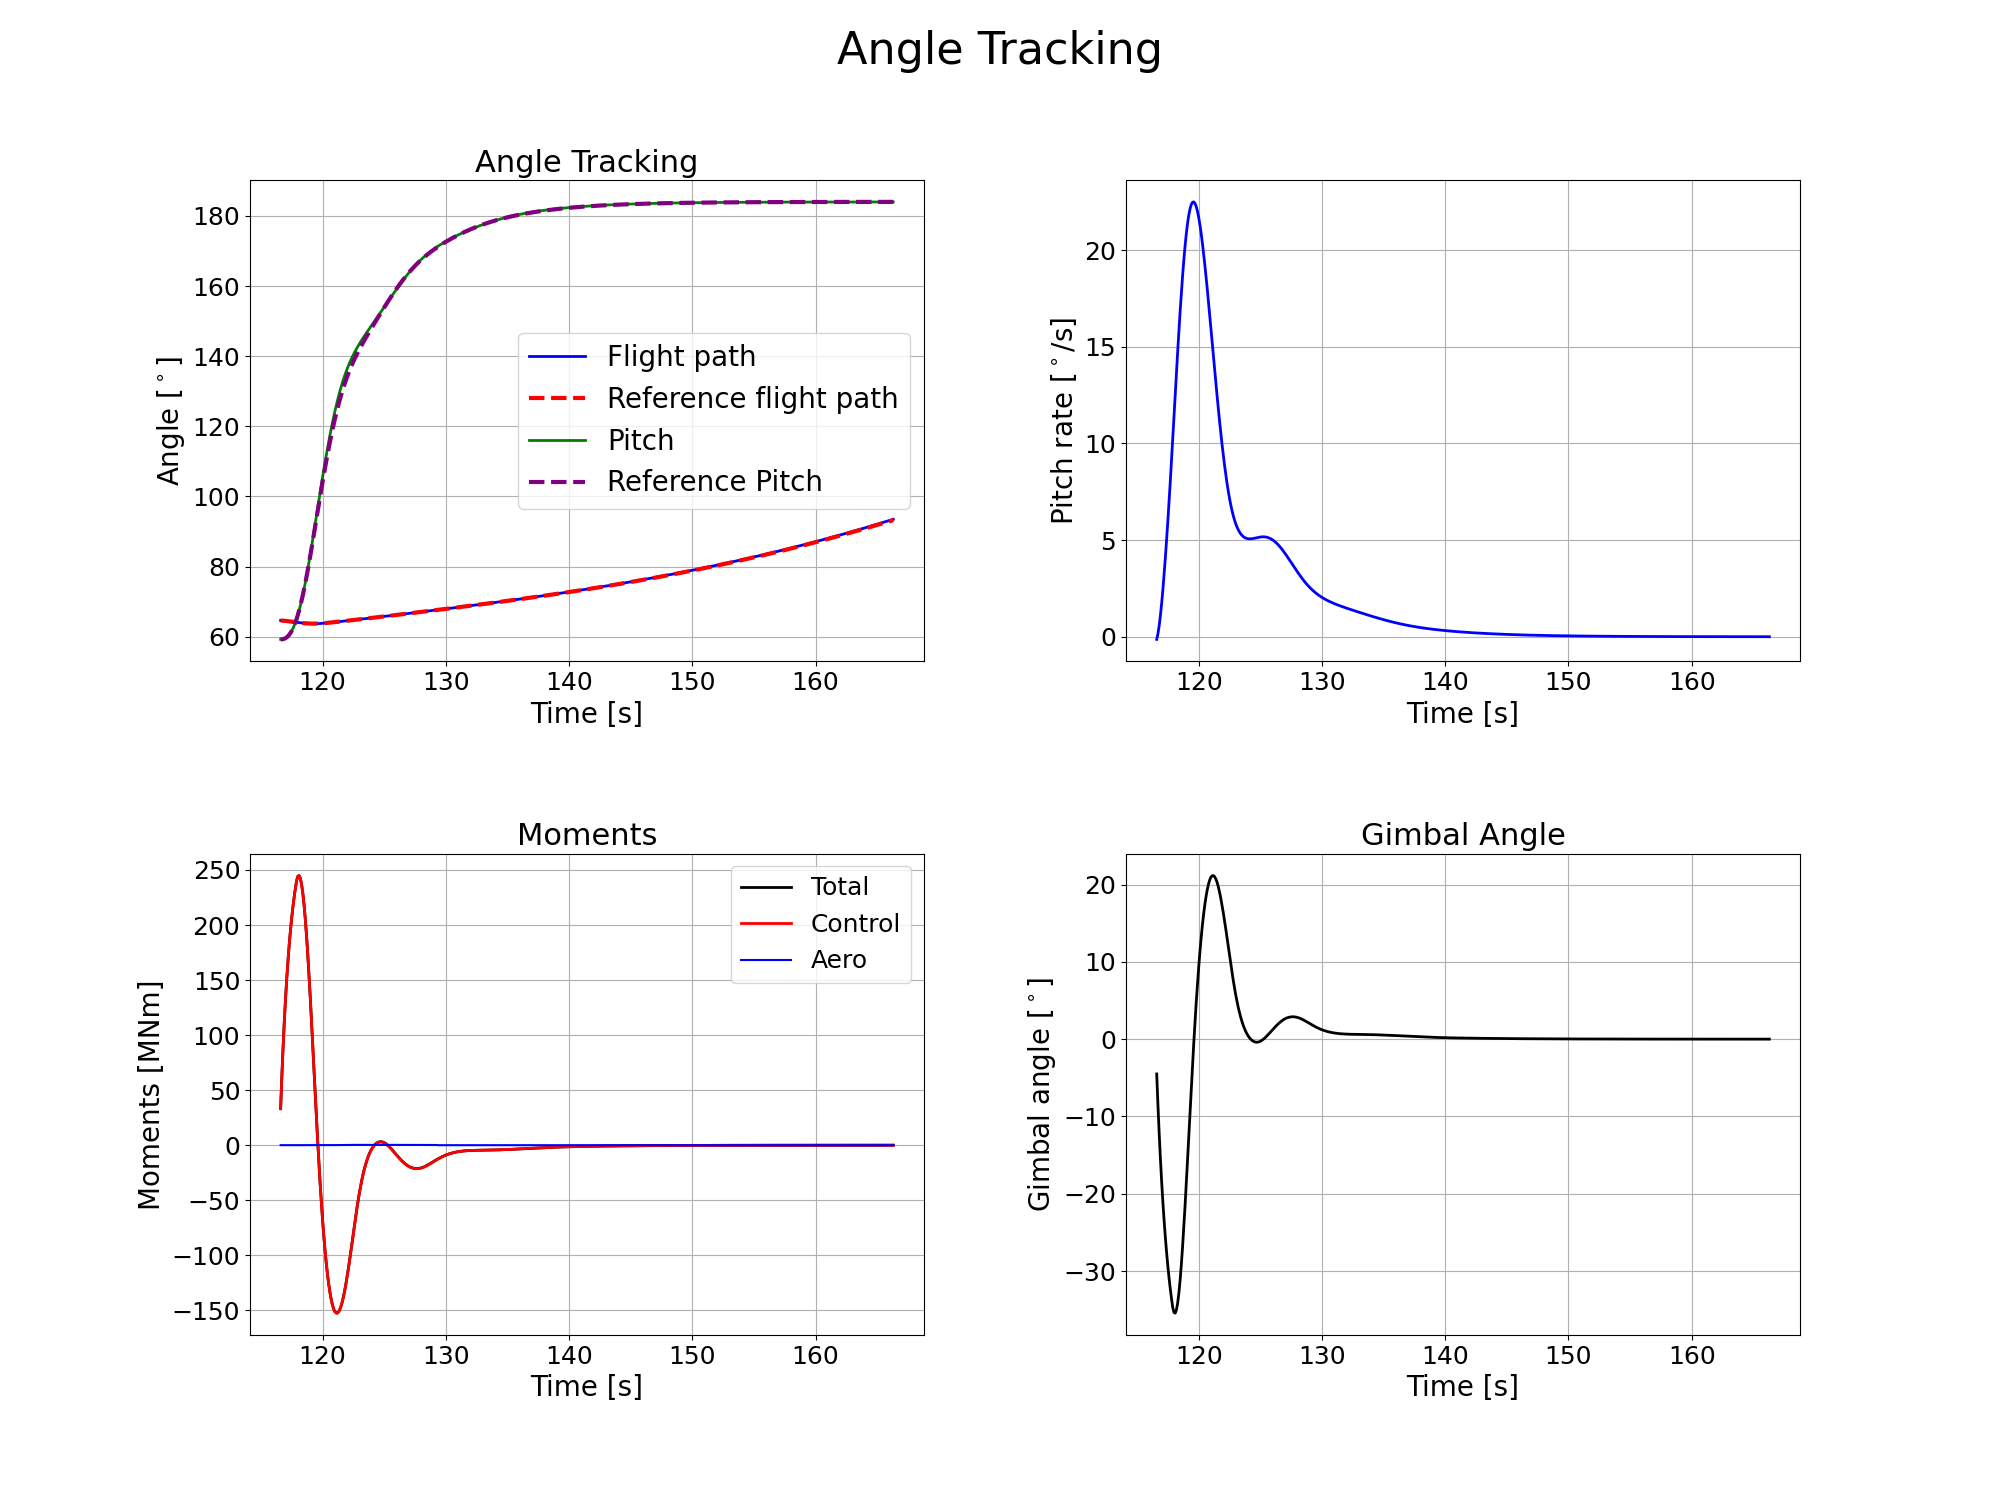 Angle Tracking
Angle Tracking
180
160
140
120
100
80
60
Angle [°]
Flight path
Reference flight path
Pitch
Reference Pitch
120 130 140 150 160
Time [s]
20
15
10
5
0
Pitch rate [°/s]
120 130 140 150 160
Time [s]
Moments
250
200
150
100
50
0
−50
−100
−150
Moments [MNm]
Total
Control
Aero
120 130 140 150 160
Time [s]
Gimbal Angle
20
10
0
−10
−20
−30
Gimbal angle [°]
120 130 140 150 160
Time [s]